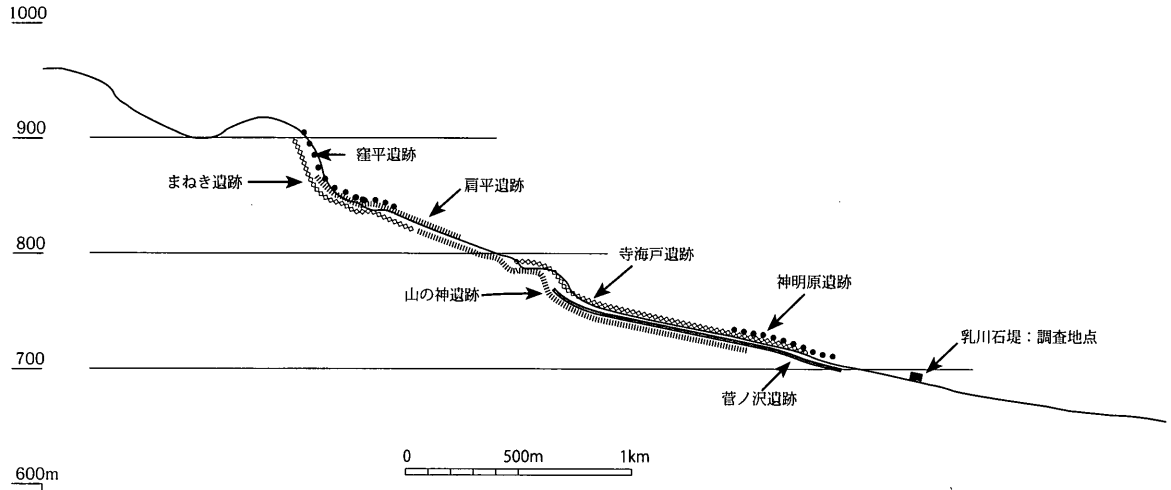 1000
900
窪平遺跡
まねき遺跡
肩平遺跡
800
寺海戸遺跡
山の神遺跡
神明原遺跡
乳川石堤：調査地点
700
菅ノ沢遺跡
0 500m 1km
600m